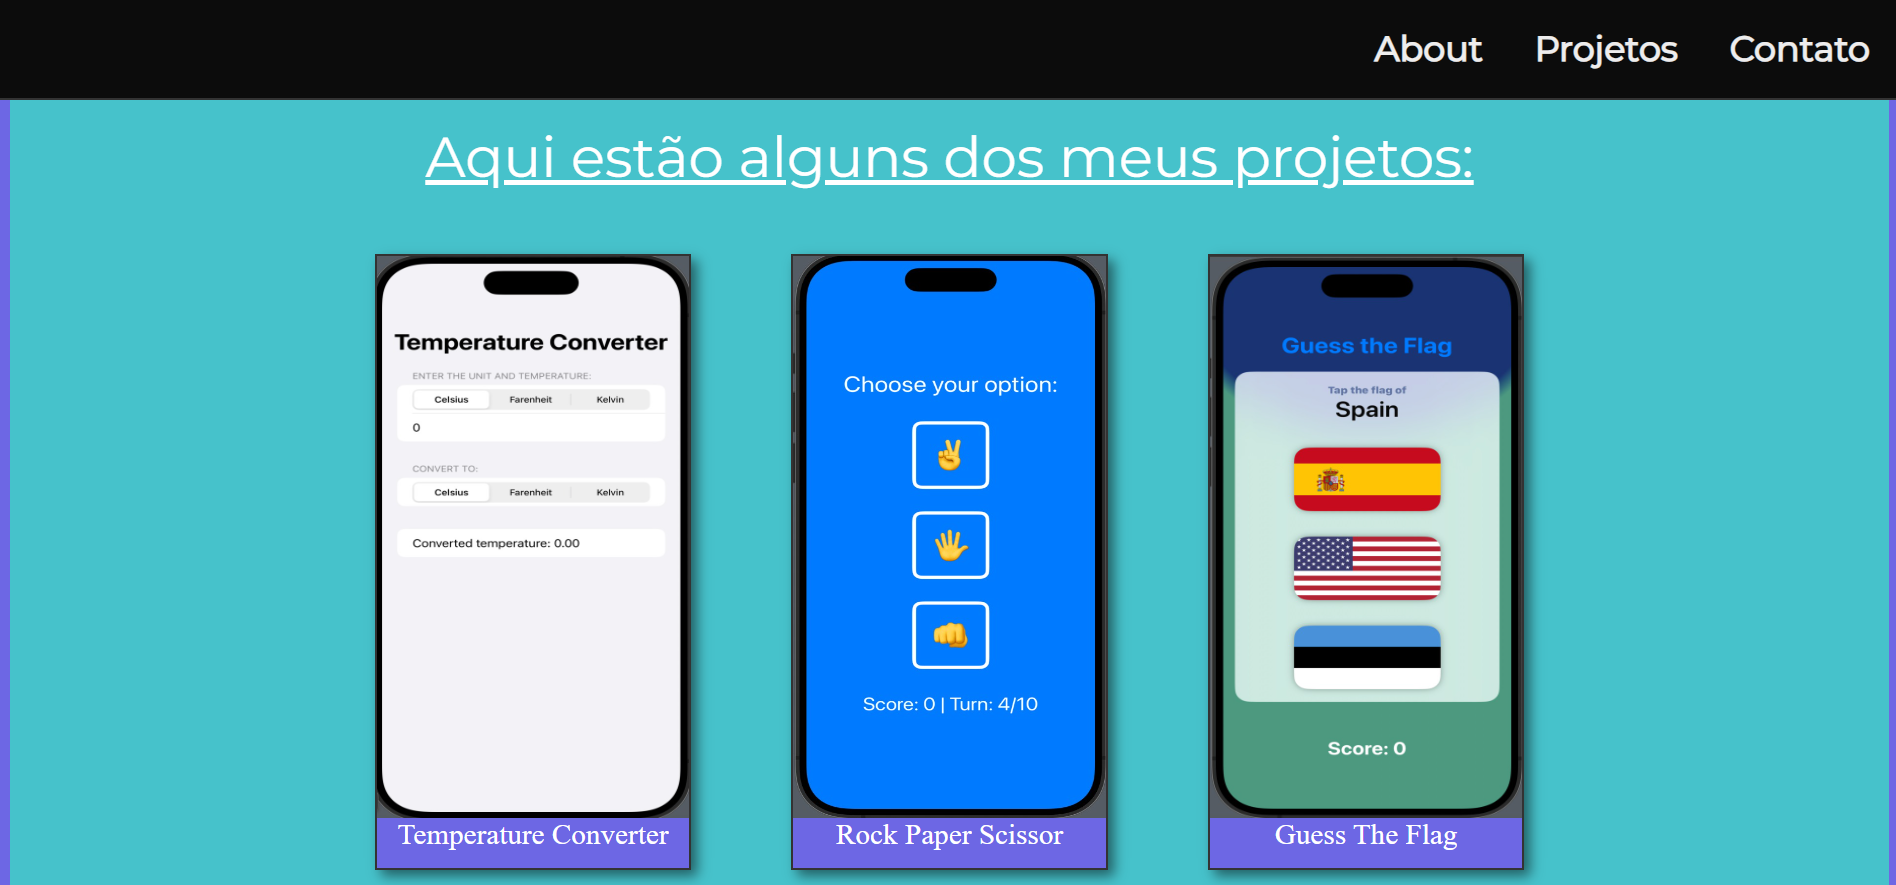 About Projetos Contato
Aqui estão alguns dos meus projetos:
Temperature Converter
ENTER THE UNIT AND TEMPERATURE:
Celsius Farenheit Kelvin
0
CONVERT TO:
Celsius Farenheit Kelvin
Converted temperature: 0.00
Temperature Converter
Choose your option:
Score: 0 | Turn: 4/10
Rock Paper Scissor
Guess the Flag
Tap the flag of
Spain
Score: 0
Guess The Flag